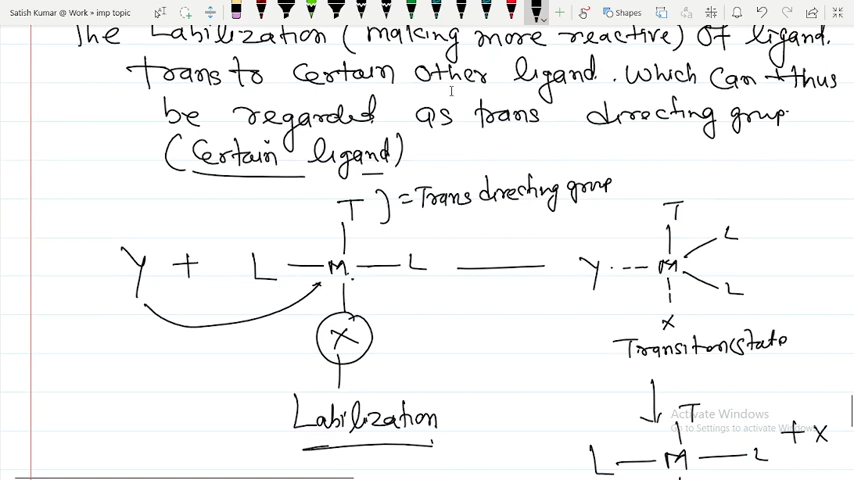 Satish Kumar @ Work » imp topic
Shapes
The Labilization (making more reactive) of ligand.
trans to certain other ligand. which can thus
be regarded as trans directing group
(certain ligand)
T ) = Trans directing group
T
Y + L — M — L —— Y --- M L
L
X
X
Transition state
Labilization
Activate Windows
Go to Settings to activate Windows
T
L — M — L + X